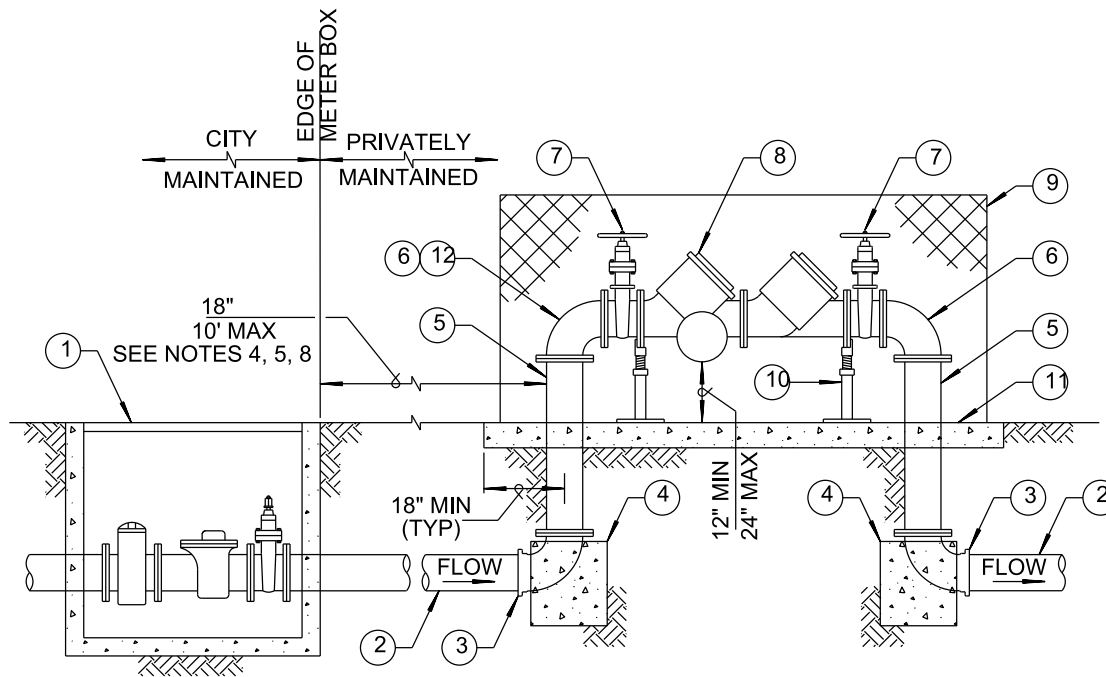 EDGE OF
METER BOX
CITY
MAINTAINED
PRIVATELY
MAINTAINED
7
8
7
9
6
12
6
18"
10' MAX
SEE NOTES 4, 5, 8
5
5
1
10
11
18" MIN
(TYP)
12" MIN
24" MAX
4
4
3
2
FLOW
FLOW
2
3